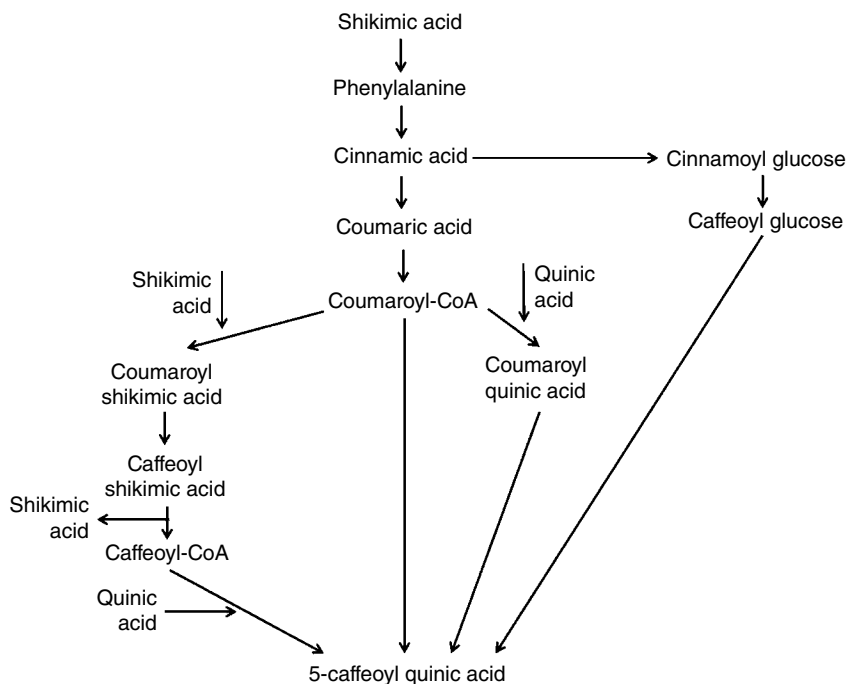 Shikimic acid
Phenylalanine
Cinnamic acid
Cinnamoyl glucose
Coumaric acid
Caffeoyl glucose
Shikimic
acid
Coumaroyl-CoA
Quinic
acid
Coumaroyl
shikimic acid
Coumaroyl
quinic acid
Caffeoyl
shikimic acid
Shikimic
acid
Caffeoyl-CoA
Quinic
acid
5-caffeoyl quinic acid